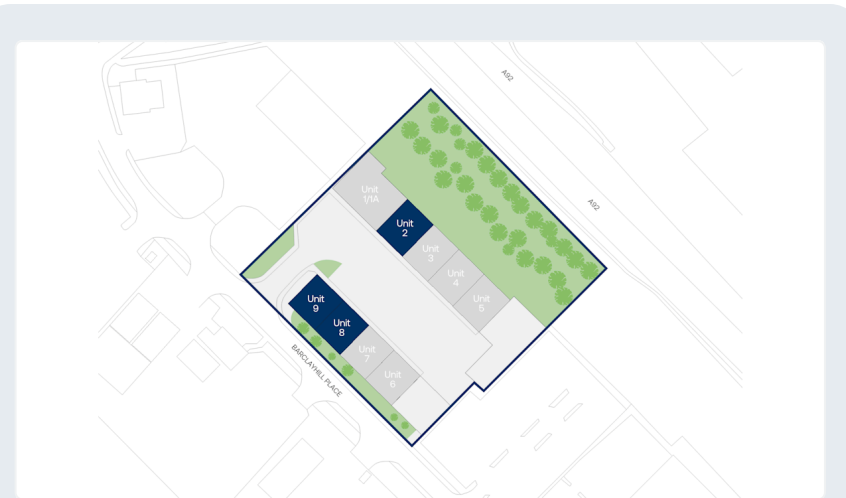 A92
A92
Unit
1/1A
Unit
2
Unit
3
Unit
4
Unit
5
Unit
9
Unit
8
Unit
7
Unit
6
BARCLAYHILL PLACE